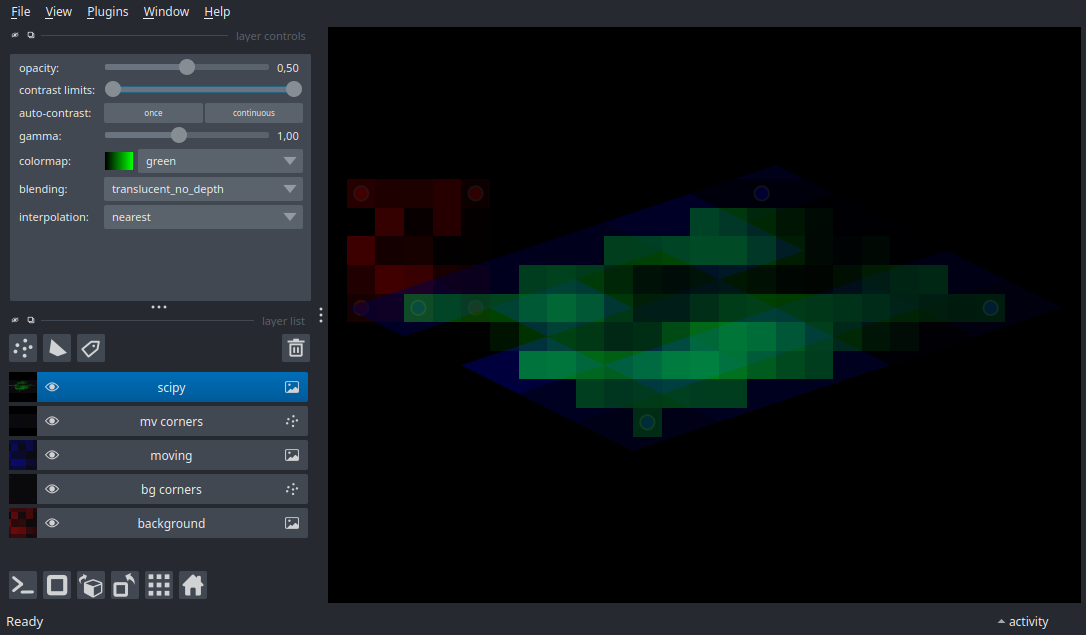 File View Plugins Window Help
layer controls
opacity: 0,50
contrast limits:
auto-contrast: once continuous
gamma: 1,00
colormap: green
blending: translucent_no_depth
interpolation: nearest
layer list
scipy
mv corners
moving
bg corners
background
Ready activity